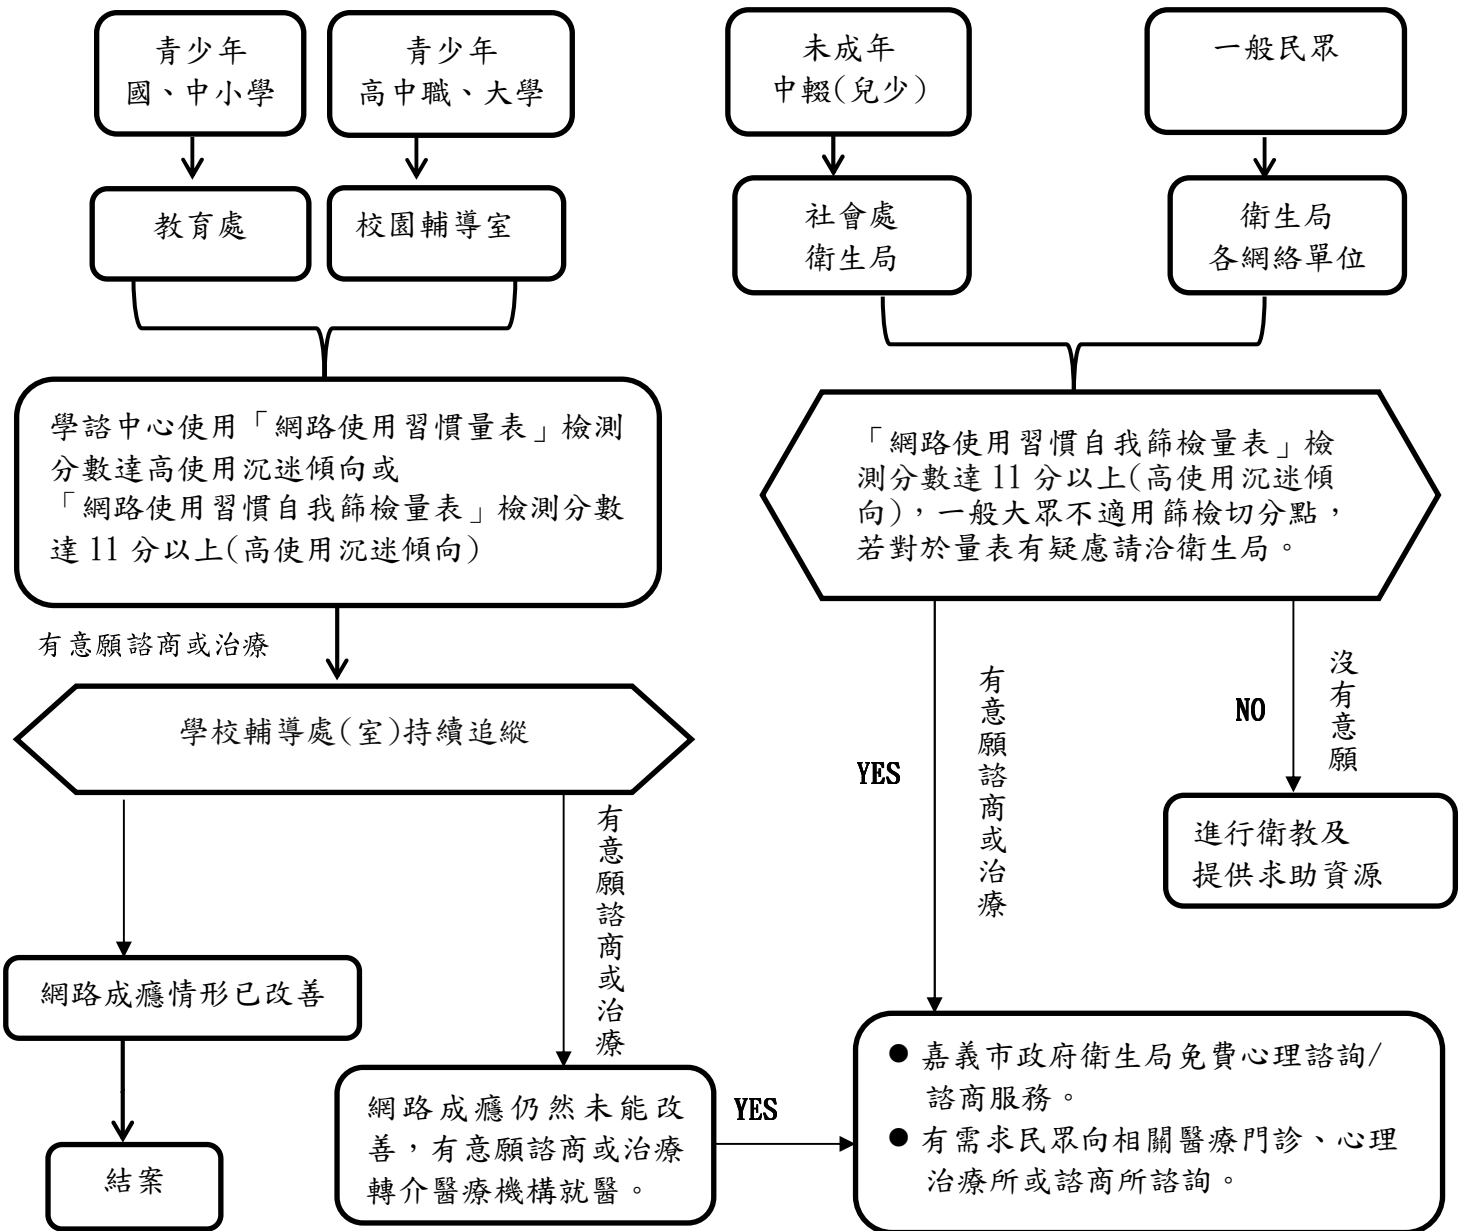 青少年
國、中小學
青少年
高中職、大學
未成年
中輟(兒少)
一般民眾
教育處
校園輔導室
社會處
衛生局
衛生局
各網絡單位
學諮中心使用「網路使用習慣量表」檢測
分數達高使用沉迷傾向或
「網路使用習慣自我篩檢量表」檢測分數
達 11 分以上(高使用沉迷傾向)
「網路使用習慣自我篩檢量表」檢
測分數達 11 分以上(高使用沉迷傾
向)，一般大眾不適用篩檢切分點，
若對於量表有疑慮請洽衛生局。
有意願諮商或治療
學校輔導處(室)持續追縱
有意願諮商或治療
YES
有意願諮商或治療
NO
沒有意願
進行衛教及
提供求助資源
網路成癮情形已改善
結案
網路成癮仍然未能改
善，有意願諮商或治療
轉介醫療機構就醫。
YES
● 嘉義市政府衛生局免費心理諮詢/
諮商服務。
● 有需求民眾向相關醫療門診、心理
治療所或諮商所諮詢。